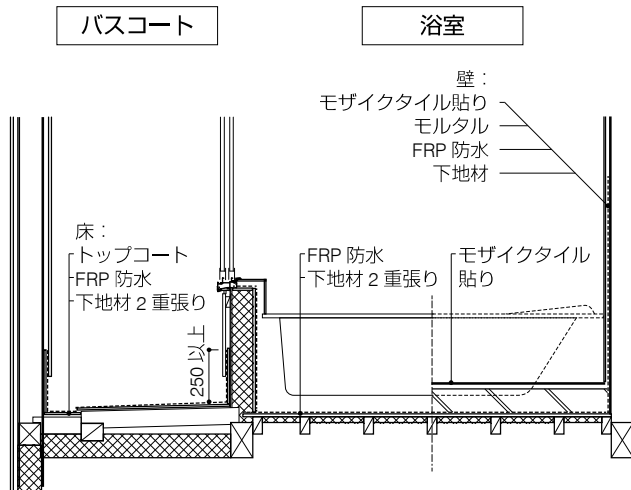 バスコート
浴室
壁：
モザイクタイル貼り
モルタル
FRP 防水
下地材
床：
トップコート
FRP 防水
下地材 2 重張り
250 以上
FRP 防水
下地材 2 重張り
モザイクタイル
貼り